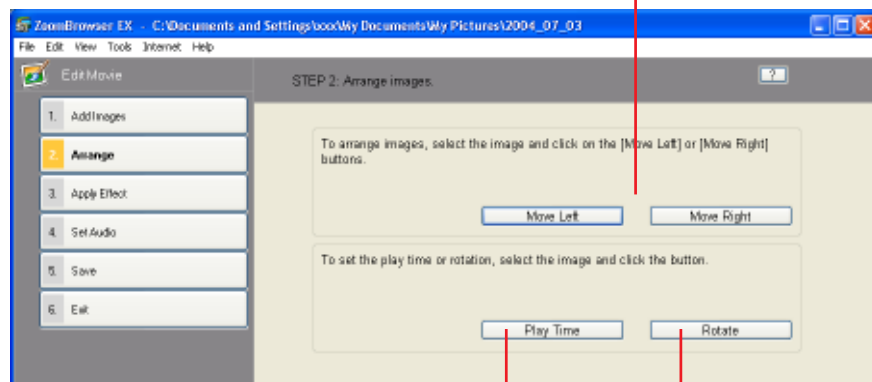 ZoomBrowser EX - C:\Documents and Settings\xxx\My Documents\My Pictures\2004_07_03
File Edit View Tools Internet Help
Edit Movie
STEP 2: Arrange images.
?
1. Add Images
2. Arrange
3. Apply Effect
4. Set Audio
5. Save
6. Exit
To arrange images, select the image and click on the [Move Left] or [Move Right]
buttons.
Move Left Move Right
To set the play time or rotation, select the image and click the button.
Play Time Rotate